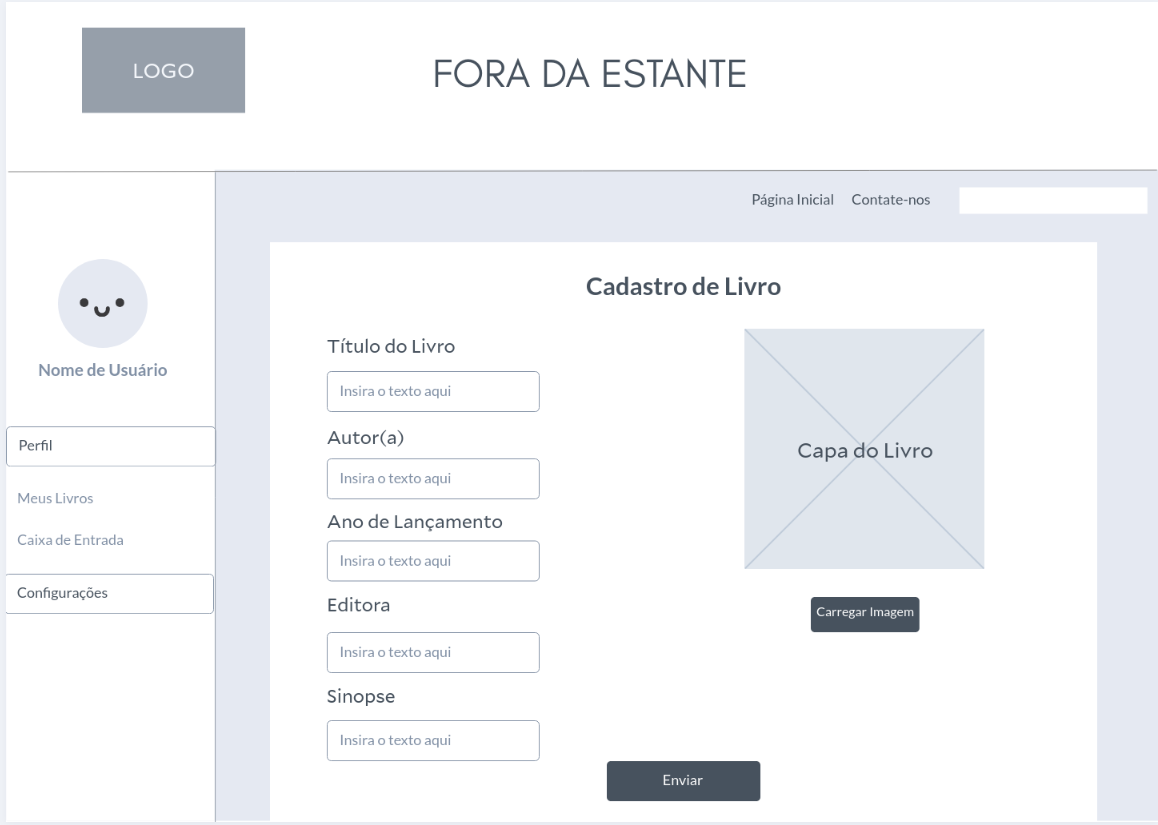 LOGO
FORA DA ESTANTE
Página Inicial
Contate-nos
Nome de Usuário
Perfil
Meus Livros
Caixa de Entrada
Configurações
Cadastro de Livro
Título do Livro
Insira o texto aqui
Autor(a)
Insira o texto aqui
Ano de Lançamento
Insira o texto aqui
Editora
Insira o texto aqui
Sinopse
Insira o texto aqui
Capa do Livro
Carregar Imagem
Enviar